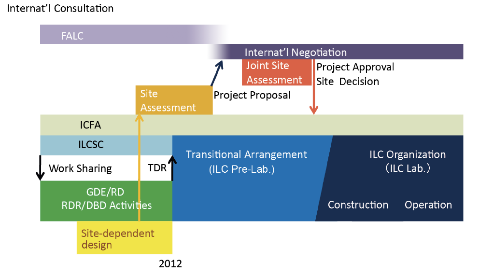 Internat'l Consultation
FALC
Internat'l Negotiation
Joint Site
Assessment
Project Approval
Site Decision
Site
Assessment
Project Proposal
ICFA
ILCSC
Work Sharing
TDR
Transitional Arrangement
(ILC Pre-Lab.)
ILC Organization
(ILC Lab.)
GDE/RD
RDR/DBD Activities
Construction
Operation
Site-dependent
design
2012